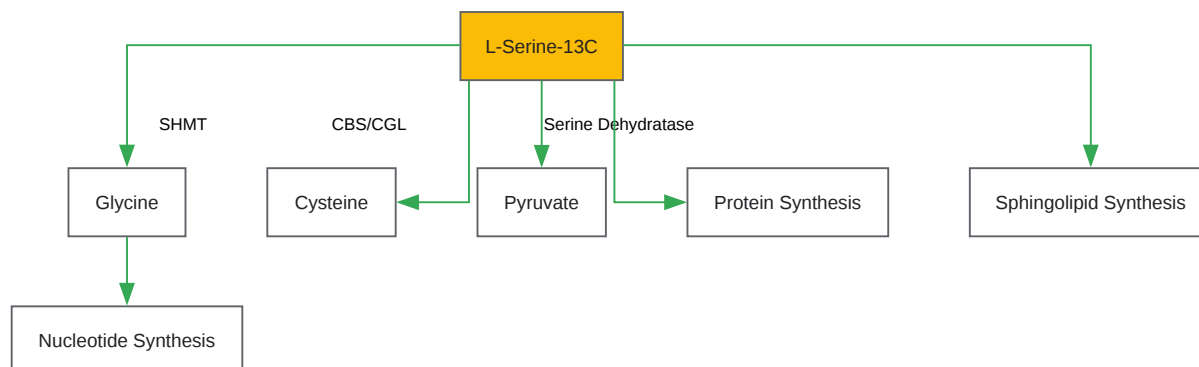 L-Serine-13C
SHMT
CBS/CGL
Serine Dehydratase
Glycine
Cysteine
Pyruvate
Protein Synthesis
Sphingolipid Synthesis
Nucleotide Synthesis